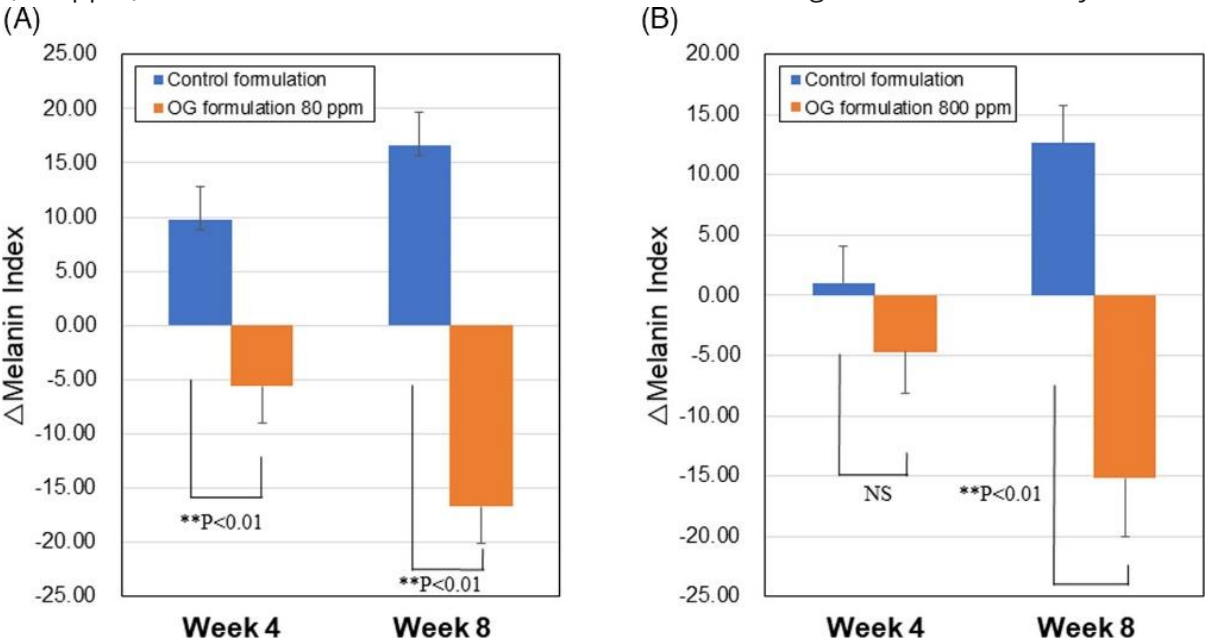 (A)
25.00
20.00
15.00
10.00
5.00
0.00
-5.00
-10.00
-15.00
-20.00
-25.00
△Melanin Index
Control formulation
OG formulation 80 ppm
**P<0.01
**P<0.01
Week 4
Week 8
(B)
20.00
15.00
10.00
5.00
0.00
-5.00
-10.00
-15.00
-20.00
-25.00
△Melanin Index
Control formulation
OG formulation 800 ppm
NS
**P<0.01
Week 4
Week 8